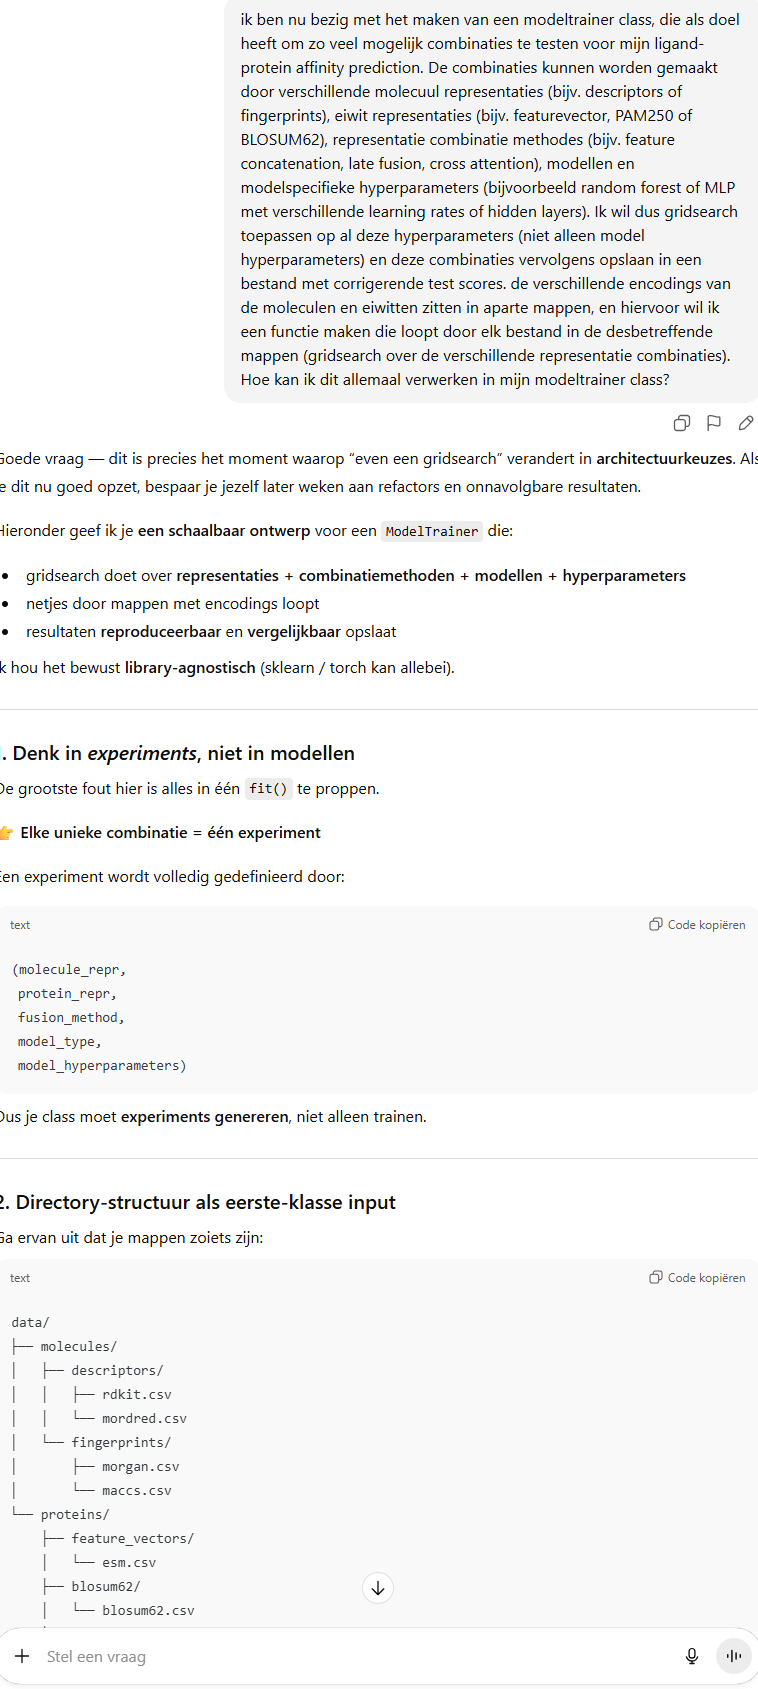 ik ben nu bezig met het maken van een modeltrainer class, die als doel
heeft om zo veel mogelijk combinaties te testen voor mijn ligand-
protein affinity prediction. De combinaties kunnen worden gemaakt
door verschillende molecuul representaties (bijv. descriptors of
fingerprints), eiwit representaties (bijv. featurevector, PAM250 of
BLOSUM62), representatie combinatie methodes (bijv. feature
concatenation, late fusion, cross attention), modellen en
modelspecifieke hyperparameters (bijvoorbeeld random forest of MLP
met verschillende learning rates of hidden layers). Ik wil dus gridsearch
toepassen op al deze hyperparameters (niet alleen model
hyperparameters) en deze combinaties vervolgens opslaan in een
bestand met corrigerende test scores. de verschillende encodings van
de moleculen en eiwitten zitten in aparte mappen, en hiervoor wil ik
een functie maken die loopt door elk bestand in de desbetreffende
mappen (gridsearch over de verschillende representatie combinaties).
Hoe kan ik dit allemaal verwerken in mijn modeltrainer class?
Goede vraag — dit is precies het moment waarop “even een gridsearch” verandert in architectuurkeuzes. Als
je dit nu goed opzet, bespaar je jezelf later weken aan refactors en onnavolgbare resultaten.
Hieronder geef ik je een schaalbaar ontwerp voor een ModelTrainer die:
• gridsearch doet over representaties + combinatiemethoden + modellen + hyperparameters
• netjes door mappen met encodings loopt
• resultaten reproduceerbaar en vergelijkbaar opslaat
Ik hou het bewust library-agnostisch (sklearn / torch kan allebei).
1. Denk in experiments, niet in modellen
De grootste fout hier is alles in één fit() te proppen.
👉 Elke unieke combinatie = één experiment
Een experiment wordt volledig gedefinieerd door:
text Code kopiëren
(molecule_repr,
protein_repr,
fusion_method,
model_type,
model_hyperparameters)
Dus je class moet experiments genereren, niet alleen trainen.
2. Directory-structuur als eerste-klasse input
Ga ervan uit dat je mappen zoiets zijn:
text Code kopiëren
data/
├── molecules/
│   ├── descriptors/
│   │   ├── rdkit.csv
│   │   └── mordred.csv
│   └── fingerprints/
│       ├── morgan.csv
│       └── maccs.csv
└── proteins/
    ├── feature_vectors/
    │   └── esm.csv
    ├── blosum62/
    │   └── blosum62.csv
Stel een vraag